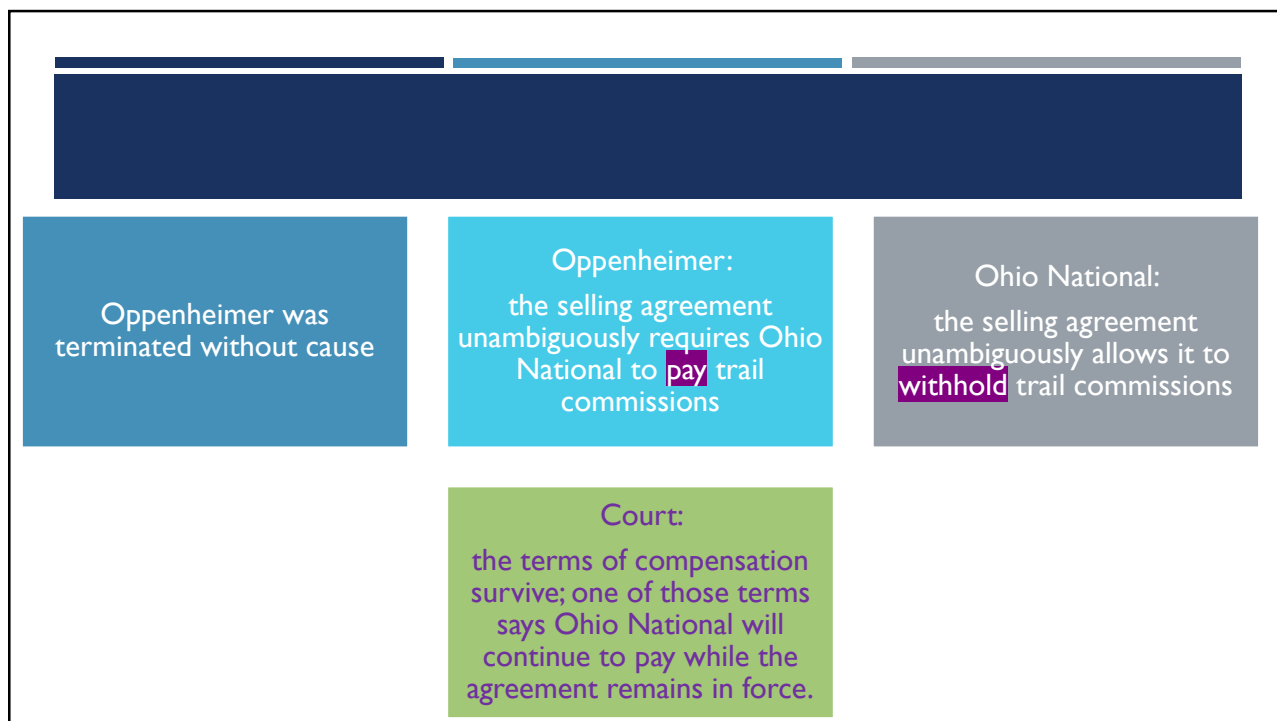 Oppenheimer was
terminated without cause
Oppenheimer:
the selling agreement
unambiguously requires Ohio
National to pay trail
commissions
Ohio National:
the selling agreement
unambiguously allows it to
withhold trail commissions
Court:
the terms of compensation
survive; one of those terms
says Ohio National will
continue to pay while the
agreement remains in force.